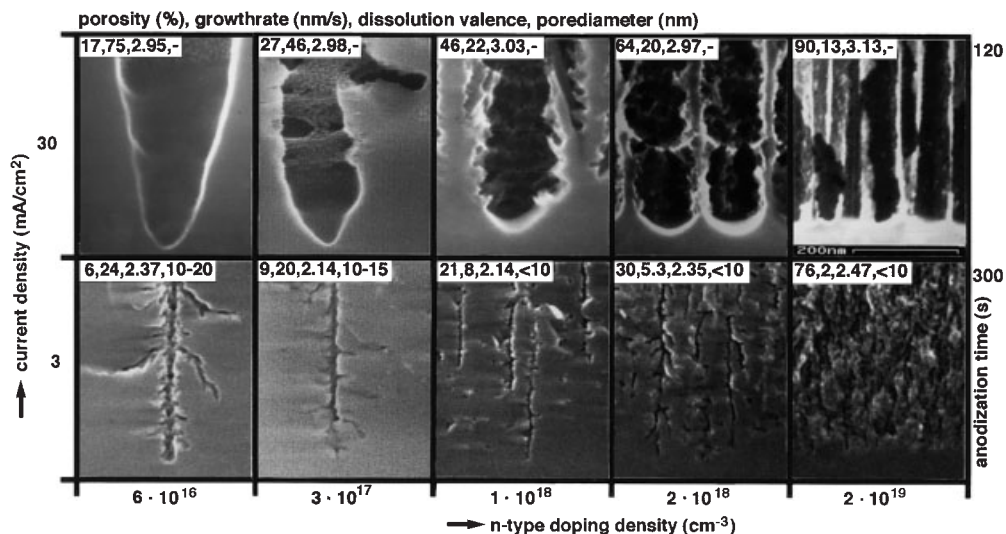 porosity (%), growthrate (nm/s), dissolution valence, porediameter (nm)
17,75,2.95,-
27,46,2.98,-
46,22,3.03,-
64,20,2.97,-
90,13,3.13,-
120
30
200nm
6,24,2.37,10-20
9,20,2.14,10-15
21,8,2.14,<10
30,5.3,2.35,<10
76,2,2.47,<10
300
3
current density (mA/cm2)
anodization time (s)
6 · 10¹⁶
3 · 10¹⁷
1 · 10¹⁸
2 · 10¹⁸
2 · 10¹⁹
n-type doping density (cm⁻³)